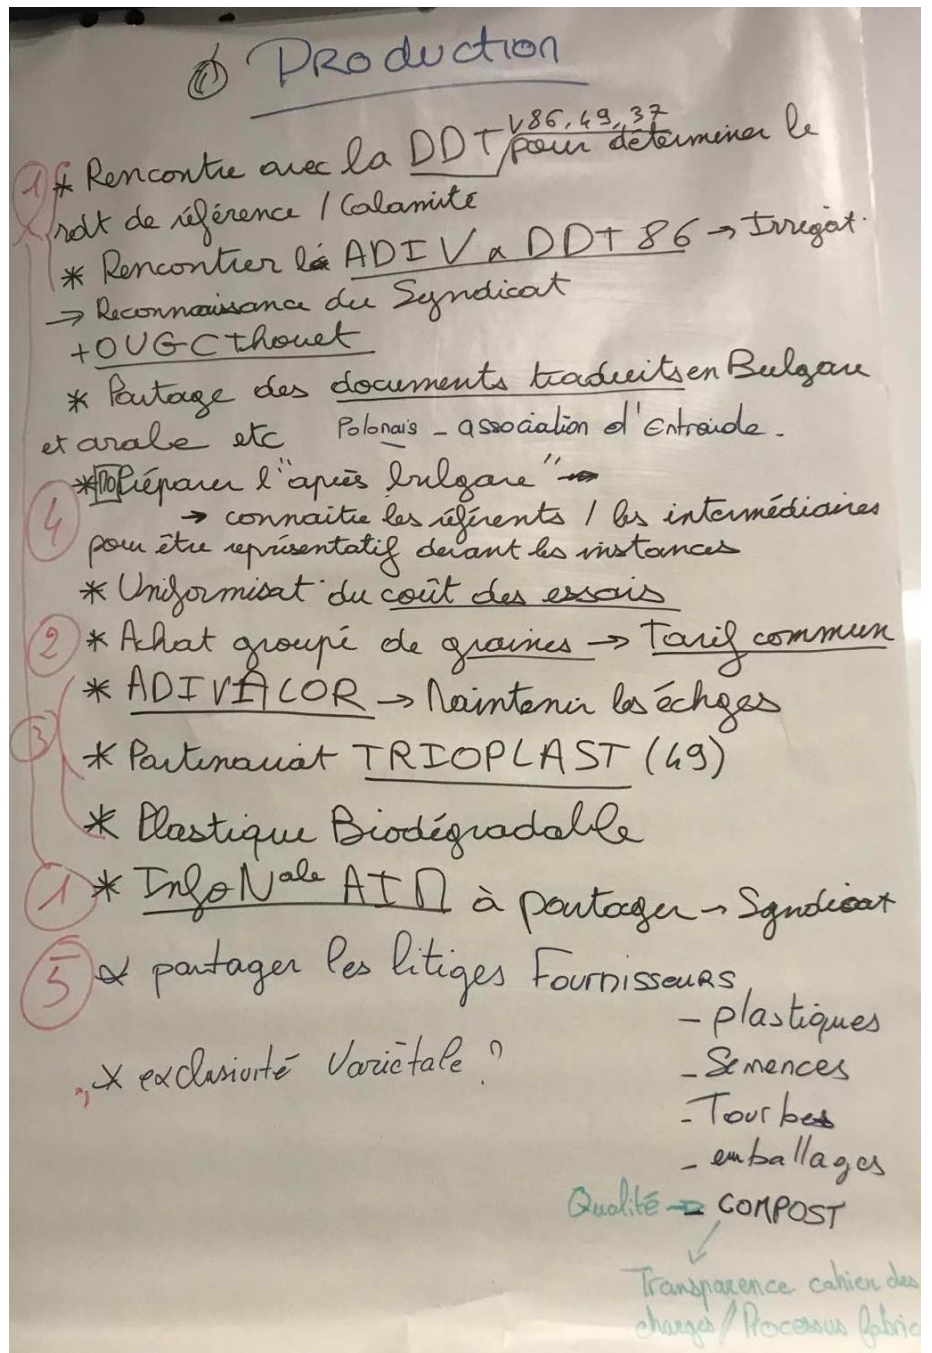 ① Production
1 * Rencontre avec la DDT 86, 49, 37 pour déterminer le
rdt de référence / Calamité
* Rencontrer la ADIV & DDT 86 → Irrigat°
→ Reconnaissance du Syndicat
+ OUGC thouet
* Partage des documents traduits en Bulgare
et arabe etc Polonais - association d'Entraide.
4 * Préparer l'"après bulgare"
→ connaitre les référents / les intermédiaires
pour être représentatif devant les instances
* Uniformisat° du coût des essais
2 * Achat groupé de graines → Tarif commun
3 * ADIVALOR → Maintenir les échges
* Partenariat TRIOPLAST (49)
* Plastique Biodégradable
1 * Info Nale AIM à partager → Syndicat
5 * partager les litiges Fournisseurs
- plastiques
- Semences
- Tourbes
- emballages
Qualité → COMPOST
Transparence cahier des
charges / Processus fabric
* exclusivité Variétale ?